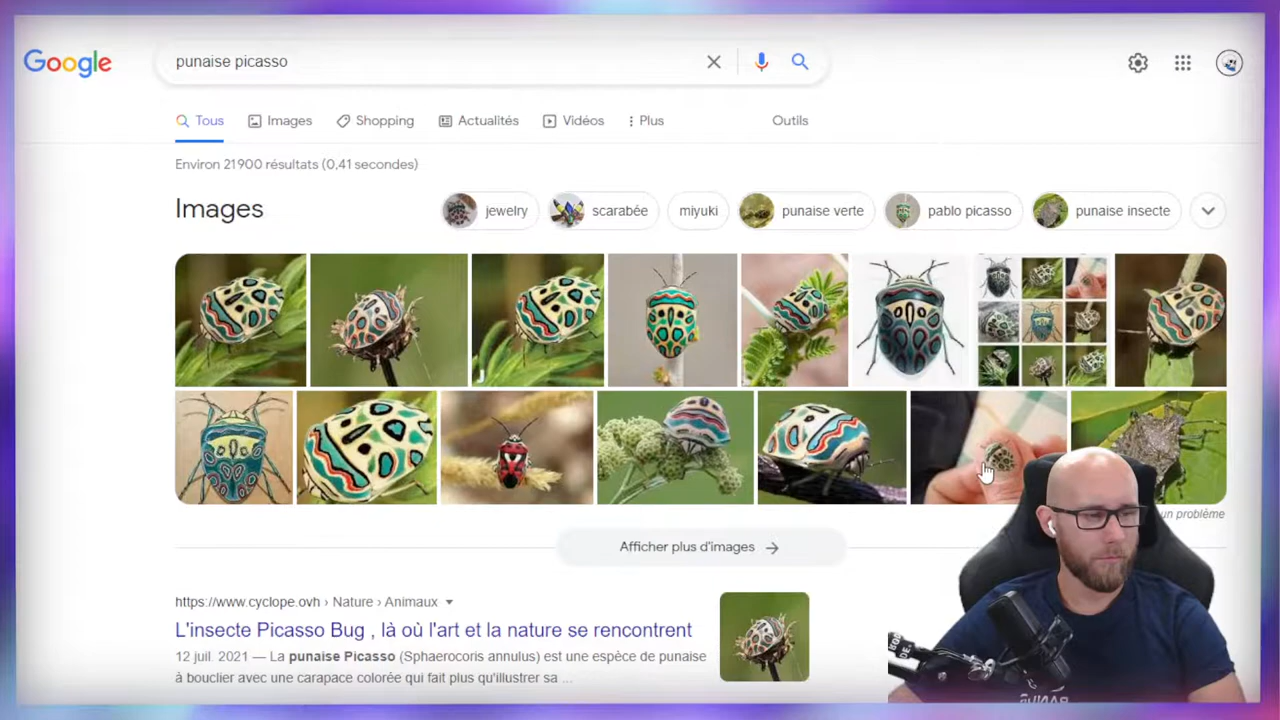 Google
punaise picasso
Tous Images Shopping Actualités Vidéos Plus Outils
Environ 21900 résultats (0,41 secondes)
Images
jewelry scarabée miyuki punaise verte pablo picasso punaise insecte
un problème
Afficher plus d'images
https://www.cyclope.ovh › Nature › Animaux
L'insecte Picasso Bug , là où l'art et la nature se rencontrent
12 juil. 2021 — La punaise Picasso (Sphaerocoris annulus) est une espèce de punaise
à bouclier avec une carapace colorée qui fait plus qu'illustrer sa ...